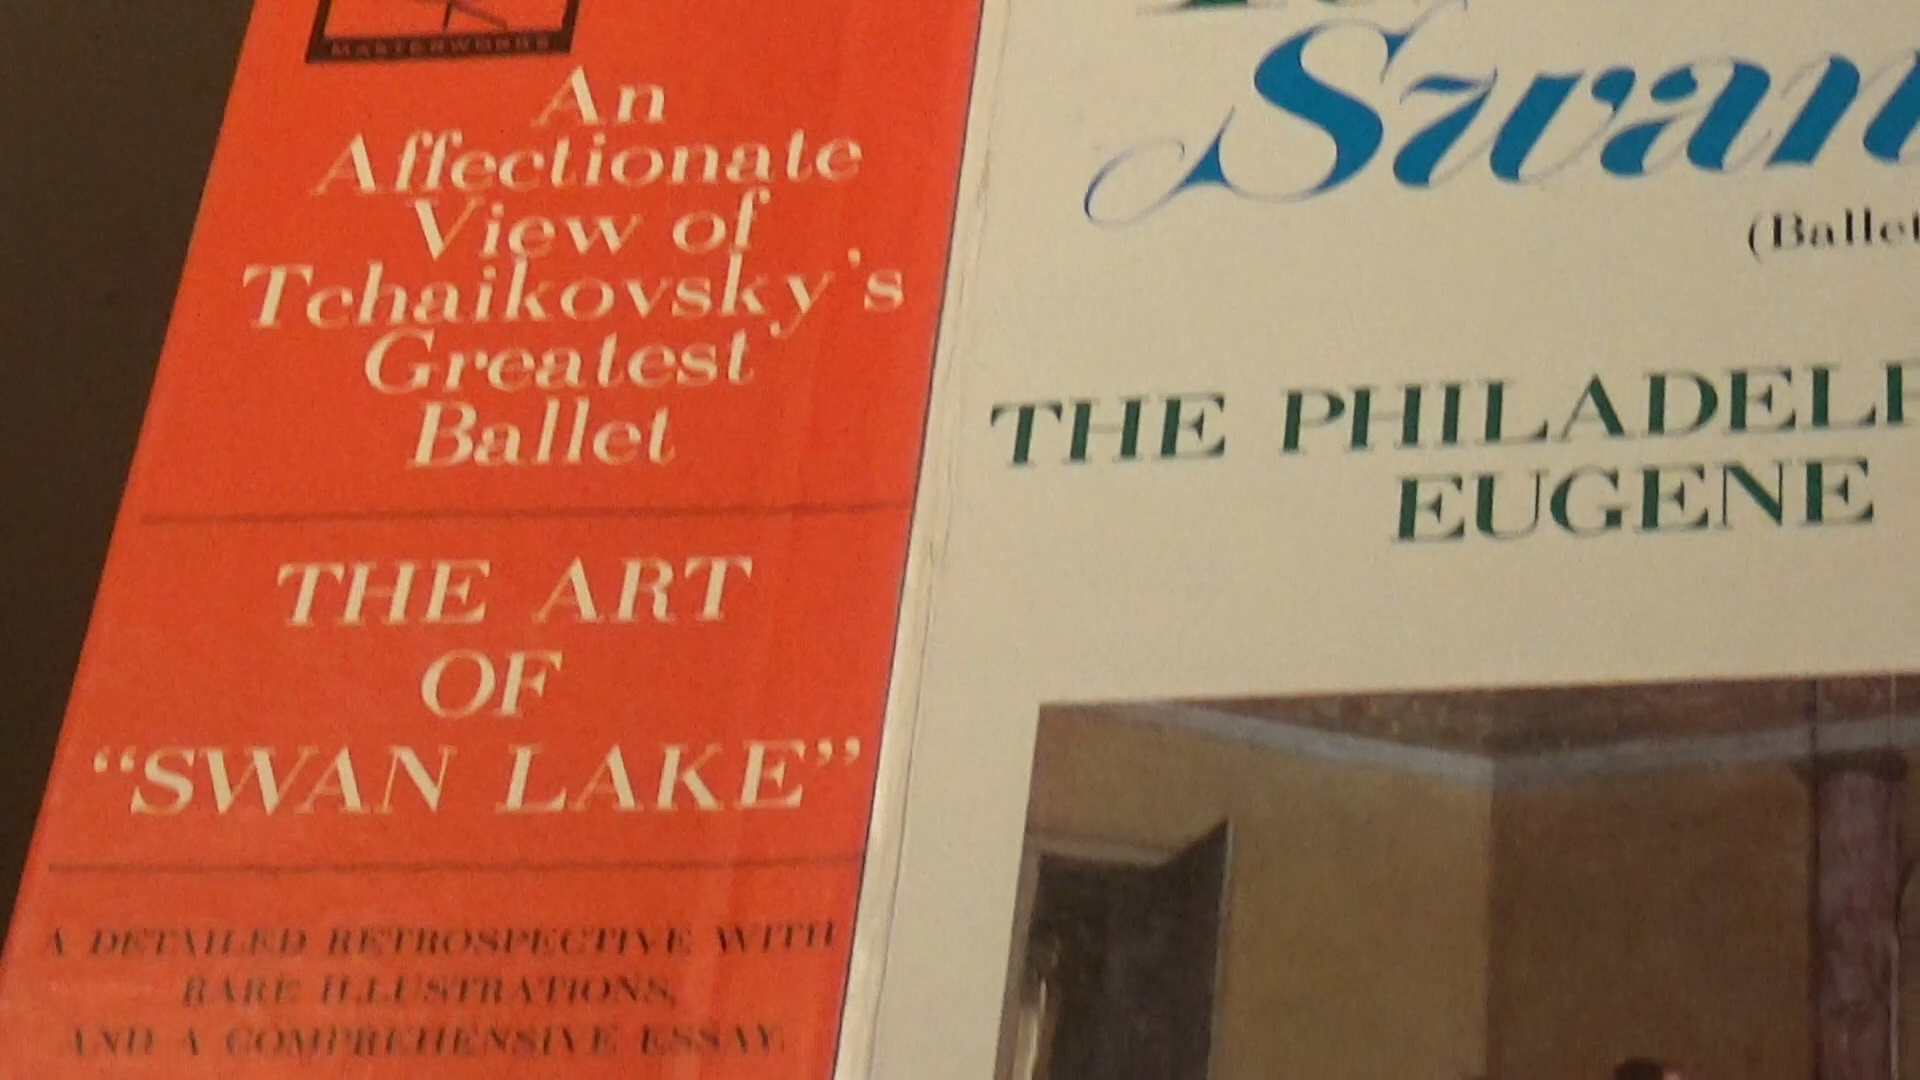 MASTERWORKS
An
Affectionate
View of
Tchaikovsky's
Greatest
Ballet
THE ART
OF
“SWAN LAKE”
A DETAILED RETROSPECTIVE WITH
RARE ILLUSTRATIONS,
AND A COMPREHENSIVE ESSAY.
Swan
(Ballet
THE PHILADEL
EUGENE